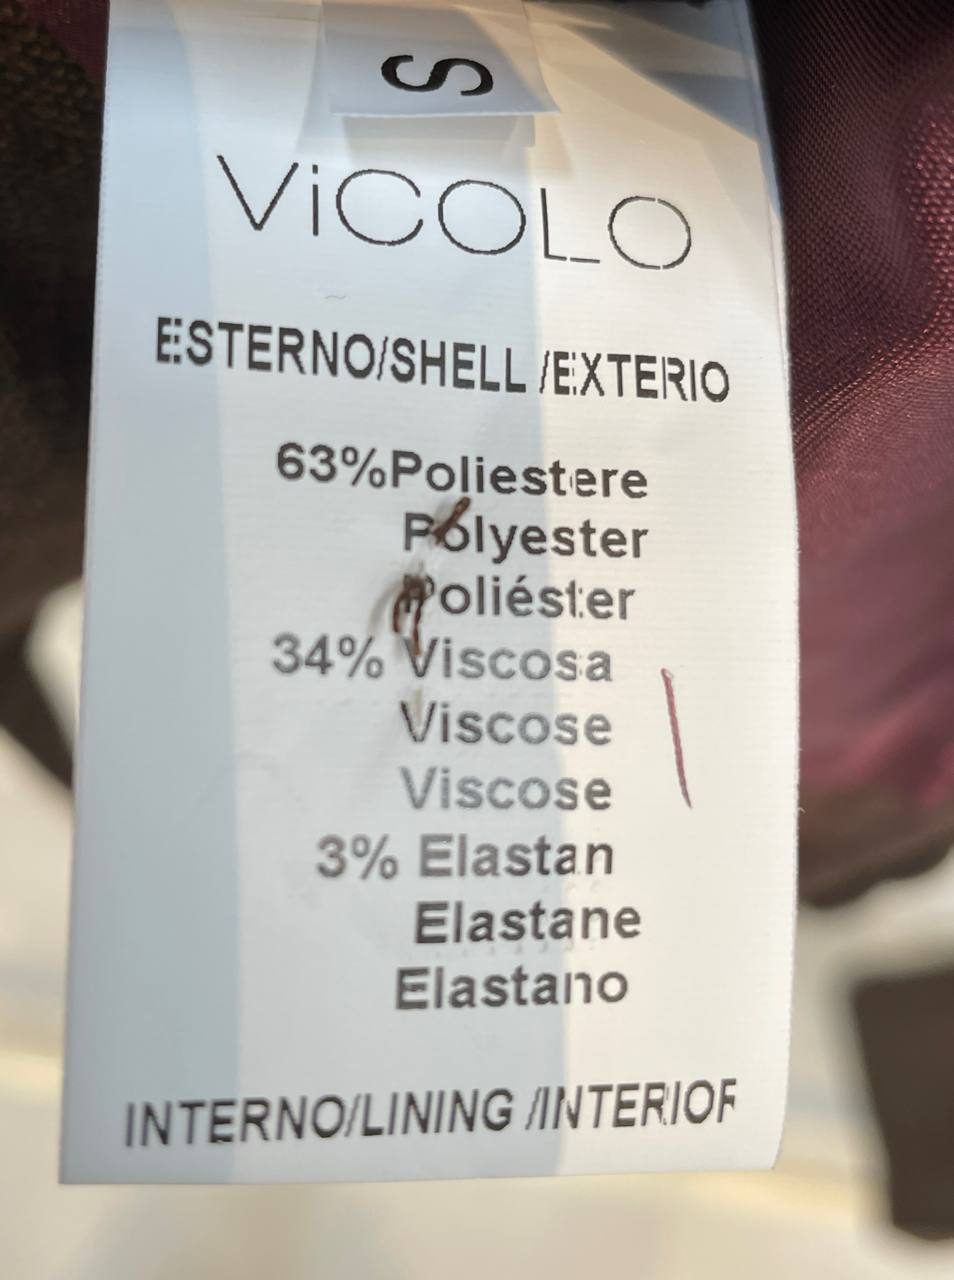 S
ViCOLO
ESTERNO/SHELL /EXTERIO
63%Poliestere
Polyester
Poliéster
34% Viscosa
Viscose
Viscose
3% Elastan
Elastane
Elastano
INTERNO/LINING /INTERIOR